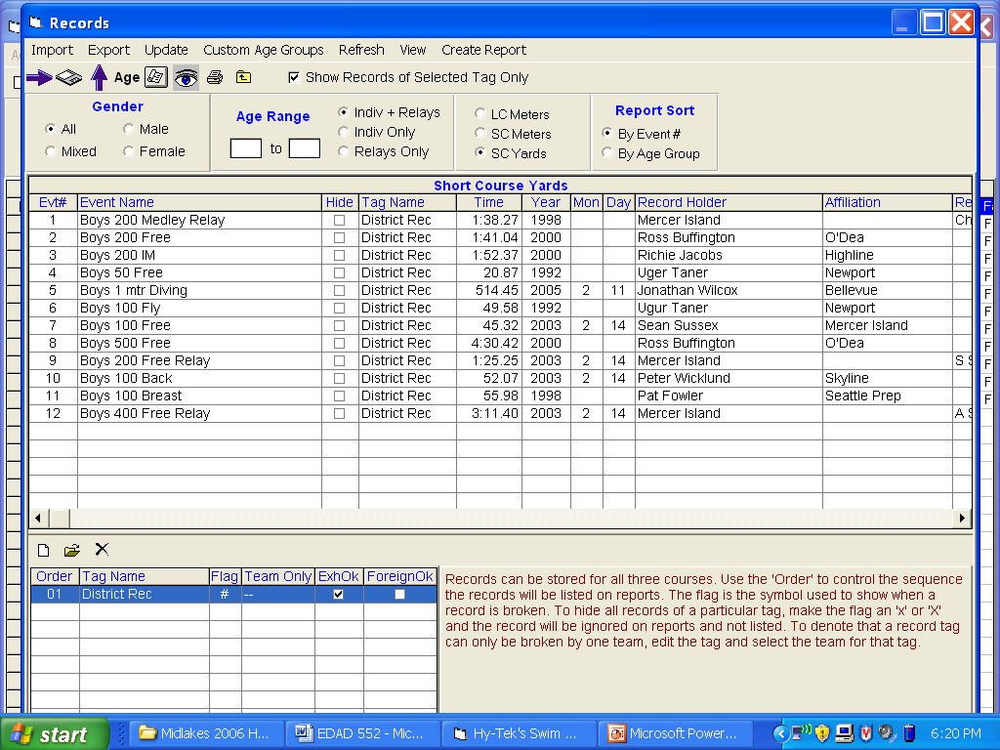 Records
Import Export Update Custom Age Groups Refresh View Create Report
Age Show Records of Selected Tag Only
Gender
All Male
Mixed Female
Age Range
to
Indiv + Relays
Indiv Only
Relays Only
LC Meters
SC Meters
SC Yards
Report Sort
By Event #
By Age Group
Short Course Yards
Evt# Event Name Hide Tag Name Time Year Mon Day Record Holder Affiliation Re
1 Boys 200 Medley Relay District Rec 1:38.27 1998 Mercer Island Ch
2 Boys 200 Free District Rec 1:41.04 2000 Ross Buffington O'Dea
3 Boys 200 IM District Rec 1:52.37 2000 Richie Jacobs Highline
4 Boys 50 Free District Rec 20.87 1992 Uger Taner Newport
5 Boys 1 mtr Diving District Rec 514.45 2005 2 11 Jonathan Wilcox Bellevue
6 Boys 100 Fly District Rec 49.58 1992 Ugur Taner Newport
7 Boys 100 Free District Rec 45.32 2003 2 14 Sean Sussex Mercer Island
8 Boys 500 Free District Rec 4:30.42 2000 Ross Buffington O'Dea
9 Boys 200 Free Relay District Rec 1:25.25 2003 2 14 Mercer Island S S
10 Boys 100 Back District Rec 52.07 2003 2 14 Peter Wicklund Skyline
11 Boys 100 Breast District Rec 55.98 1998 Pat Fowler Seattle Prep
12 Boys 400 Free Relay District Rec 3:11.40 2003 2 14 Mercer Island A S
Order Tag Name Flag Team Only ExhOk ForeignOk
01 District Rec # --
Records can be stored for all three courses. Use the 'Order' to control the sequence
the records will be listed on reports. The flag is the symbol used to show when a
record is broken. To hide all records of a particular tag, make the flag an 'x' or 'X'
and the record will be ignored on reports and not listed. To denote that a record tag
can only be broken by one team, edit the tag and select the team for that tag.
start Midlakes 2006 H... EDAD 552 - Mic... Hy-Tek's Swim ... Microsoft Power... 6:20 PM